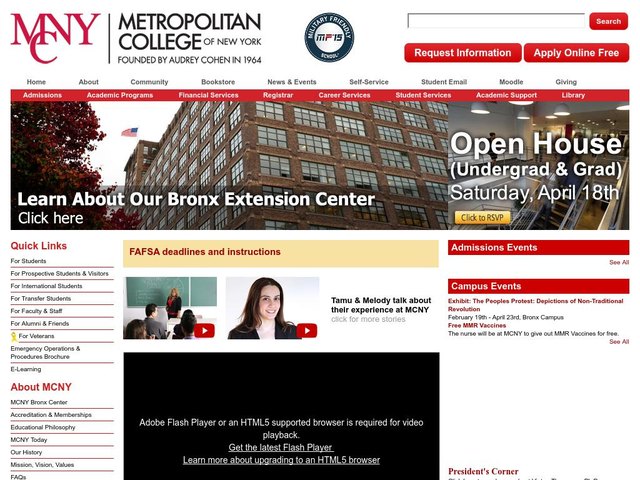 MCNY
METROPOLITAN
COLLEGE OF NEW YORK
FOUNDED BY AUDREY COHEN IN 1964
MILITARY FRIENDLY
MF'15
SCHOOL
Search
Request Information
Apply Online Free
Home About Community Bookstore News & Events Self-Service Student Email Moodle Giving
Admissions Academic Programs Financial Services Registrar Career Services Student Services Academic Support Library
Learn About Our Bronx Extension Center
Click here
Open House
(Undergrad & Grad)
Saturday, April 18th
Click to RSVP
Quick Links
For Students
For Prospective Students & Visitors
For International Students
For Transfer Students
For Faculty & Staff
For Alumni & Friends
For Veterans
Emergency Operations &
Procedures Brochure
E-Learning
About MCNY
MCNY Bronx Center
Accreditation & Memberships
Educational Philosophy
MCNY Today
Our History
Mission, Vision, Values
FAQs
FAFSA deadlines and instructions
Tamu & Melody talk about
their experience at MCNY
click for more stories
Adobe Flash Player or an HTML5 supported browser is required for video
playback.
Get the latest Flash Player
Learn more about upgrading to an HTML5 browser
Admissions Events
See All
Campus Events
Exhibit: The Peoples Protest: Depictions of Non-Traditional
Revolution
February 19th - April 23rd, Bronx Campus
Free MMR Vaccines
The nurse will be at MCNY to give out MMR Vaccines for free.
See All
President's Corner